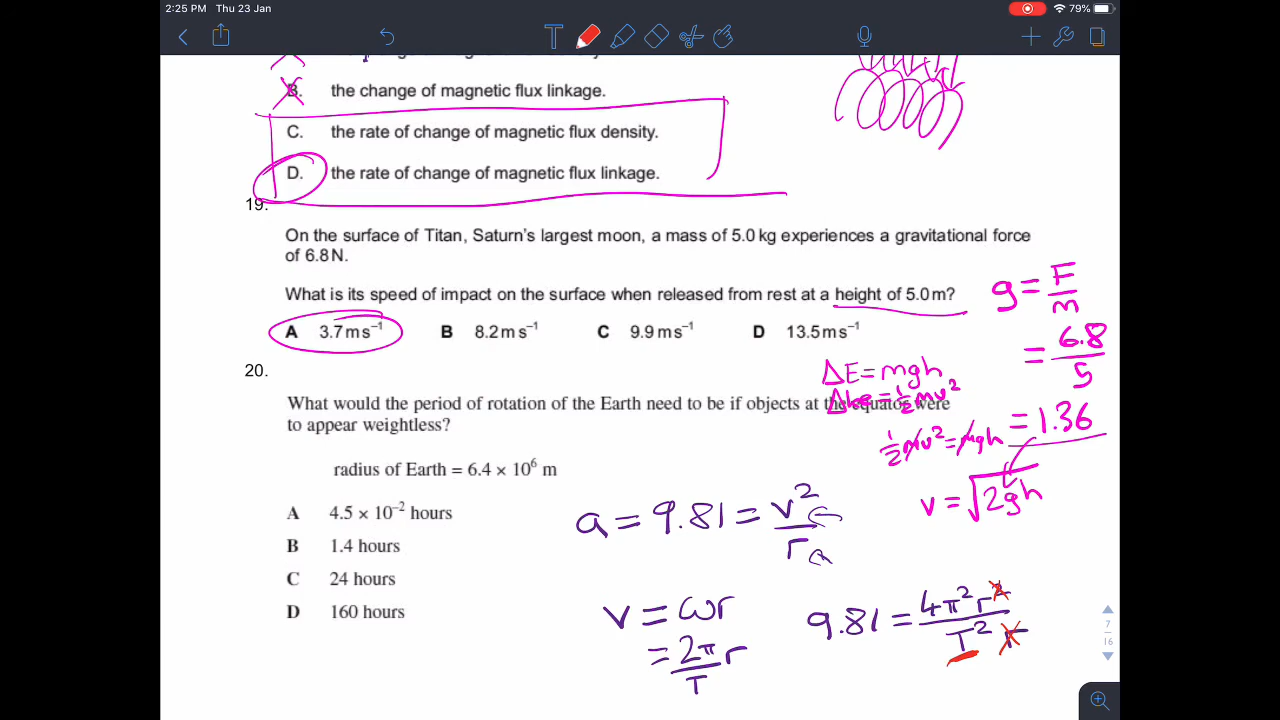 2:25 PM Thu 23 Jan
79%
B. the change of magnetic flux linkage.
C. the rate of change of magnetic flux density.
D. the rate of change of magnetic flux linkage.
19.
On the surface of Titan, Saturn's largest moon, a mass of 5.0 kg experiences a gravitational force
of 6.8 N.
What is its speed of impact on the surface when released from rest at a height of 5.0 m?
A 3.7 m s⁻¹ B 8.2 m s⁻¹ C 9.9 m s⁻¹ D 13.5 m s⁻¹
g = F/m
= 6.8/5
= 1.36
ΔE = mgh
Δke = ½mv²
½mv² = mgh
v = √2gh
20.
What would the period of rotation of the Earth need to be if objects at the equator were
to appear weightless?
radius of Earth = 6.4 × 10⁶ m
A 4.5 × 10⁻² hours
B 1.4 hours
C 24 hours
D 160 hours
a = 9.81 = v²/r
v = ωr
= 2π/T r
9.81 = 4π²r²/T² r
7
16